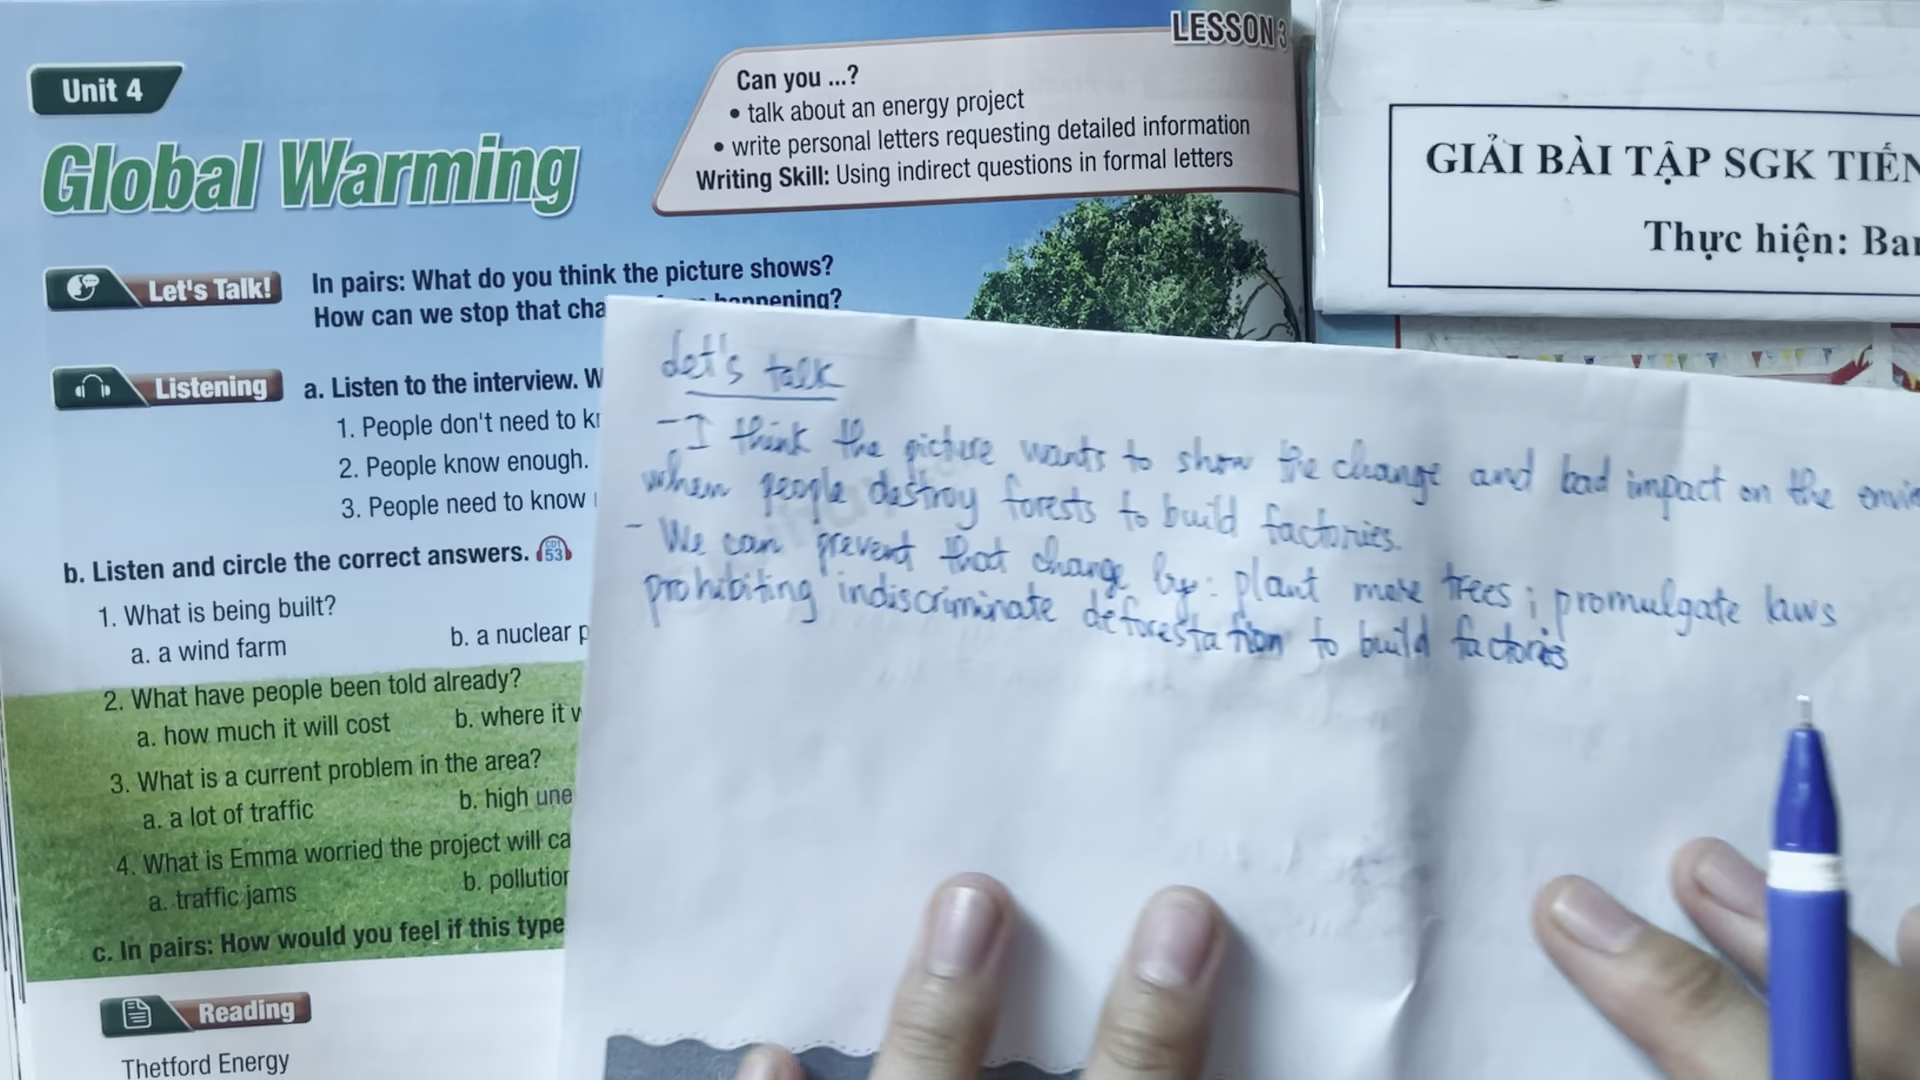 LESSON 3
Unit 4
Global Warming
Can you ...?
• talk about an energy project
• write personal letters requesting detailed information
Writing Skill: Using indirect questions in formal letters
Let's Talk!
In pairs: What do you think the picture shows?
How can we stop that cha happening?
Listening
a. Listen to the interview. W
1. People don't need to kr
2. People know enough.
3. People need to know
b. Listen and circle the correct answers. CD1 53
1. What is being built?
a. a wind farm
b. a nuclear p
2. What have people been told already?
a. how much it will cost
b. where it w
3. What is a current problem in the area?
a. a lot of traffic
b. high une
4. What is Emma worried the project will ca
a. traffic jams
b. pollution
c. In pairs: How would you feel if this type
Reading
Thetford Energy
GIẢI BÀI TẬP SGK TIẾN
Thực hiện: Ban
Let's talk
- I think the picture wants to show the change and bad impact on the envir
when people destroy forests to build factories.
- We can prevent that change by: plant more trees; promulgate laws
prohibiting indiscriminate deforestation to build factories